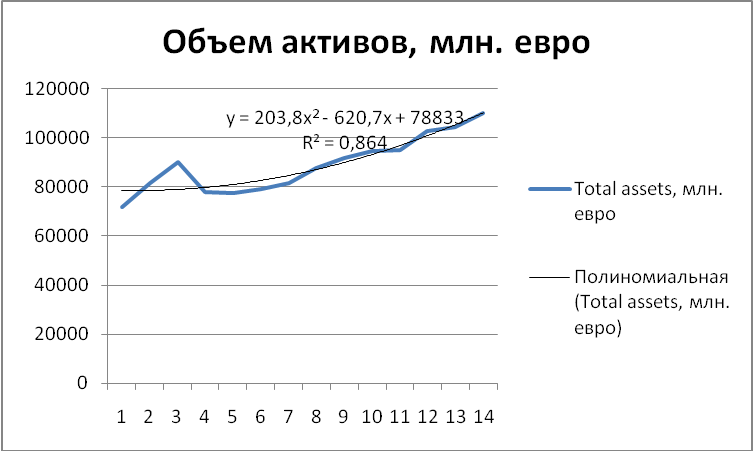 Объем активов, млн. евро
120000
100000
80000
60000
40000
20000
0
y = 203,8x² - 620,7x + 78833
R² = 0,864
1 2 3 4 5 6 7 8 9 10 11 12 13 14
Total assets, млн.
евро
Полиномиальная
(Total assets, млн.
евро)